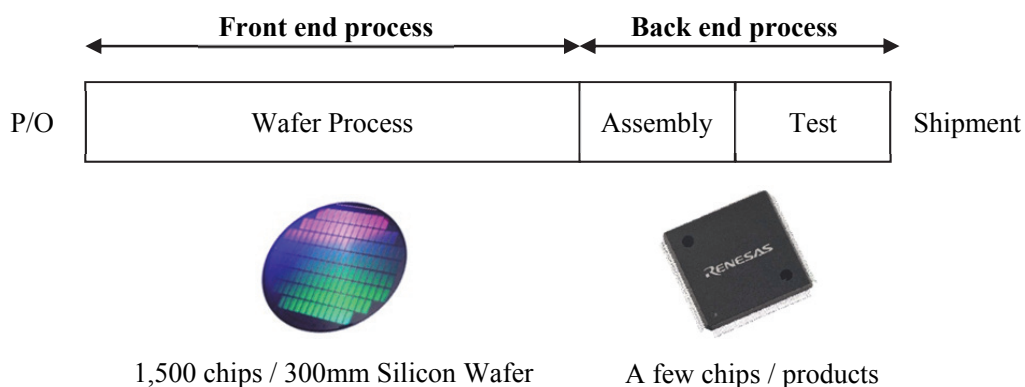 Front end process Back end process
P/O Wafer Process Assembly Test Shipment
RENESAS
1,500 chips / 300mm Silicon Wafer A few chips / products